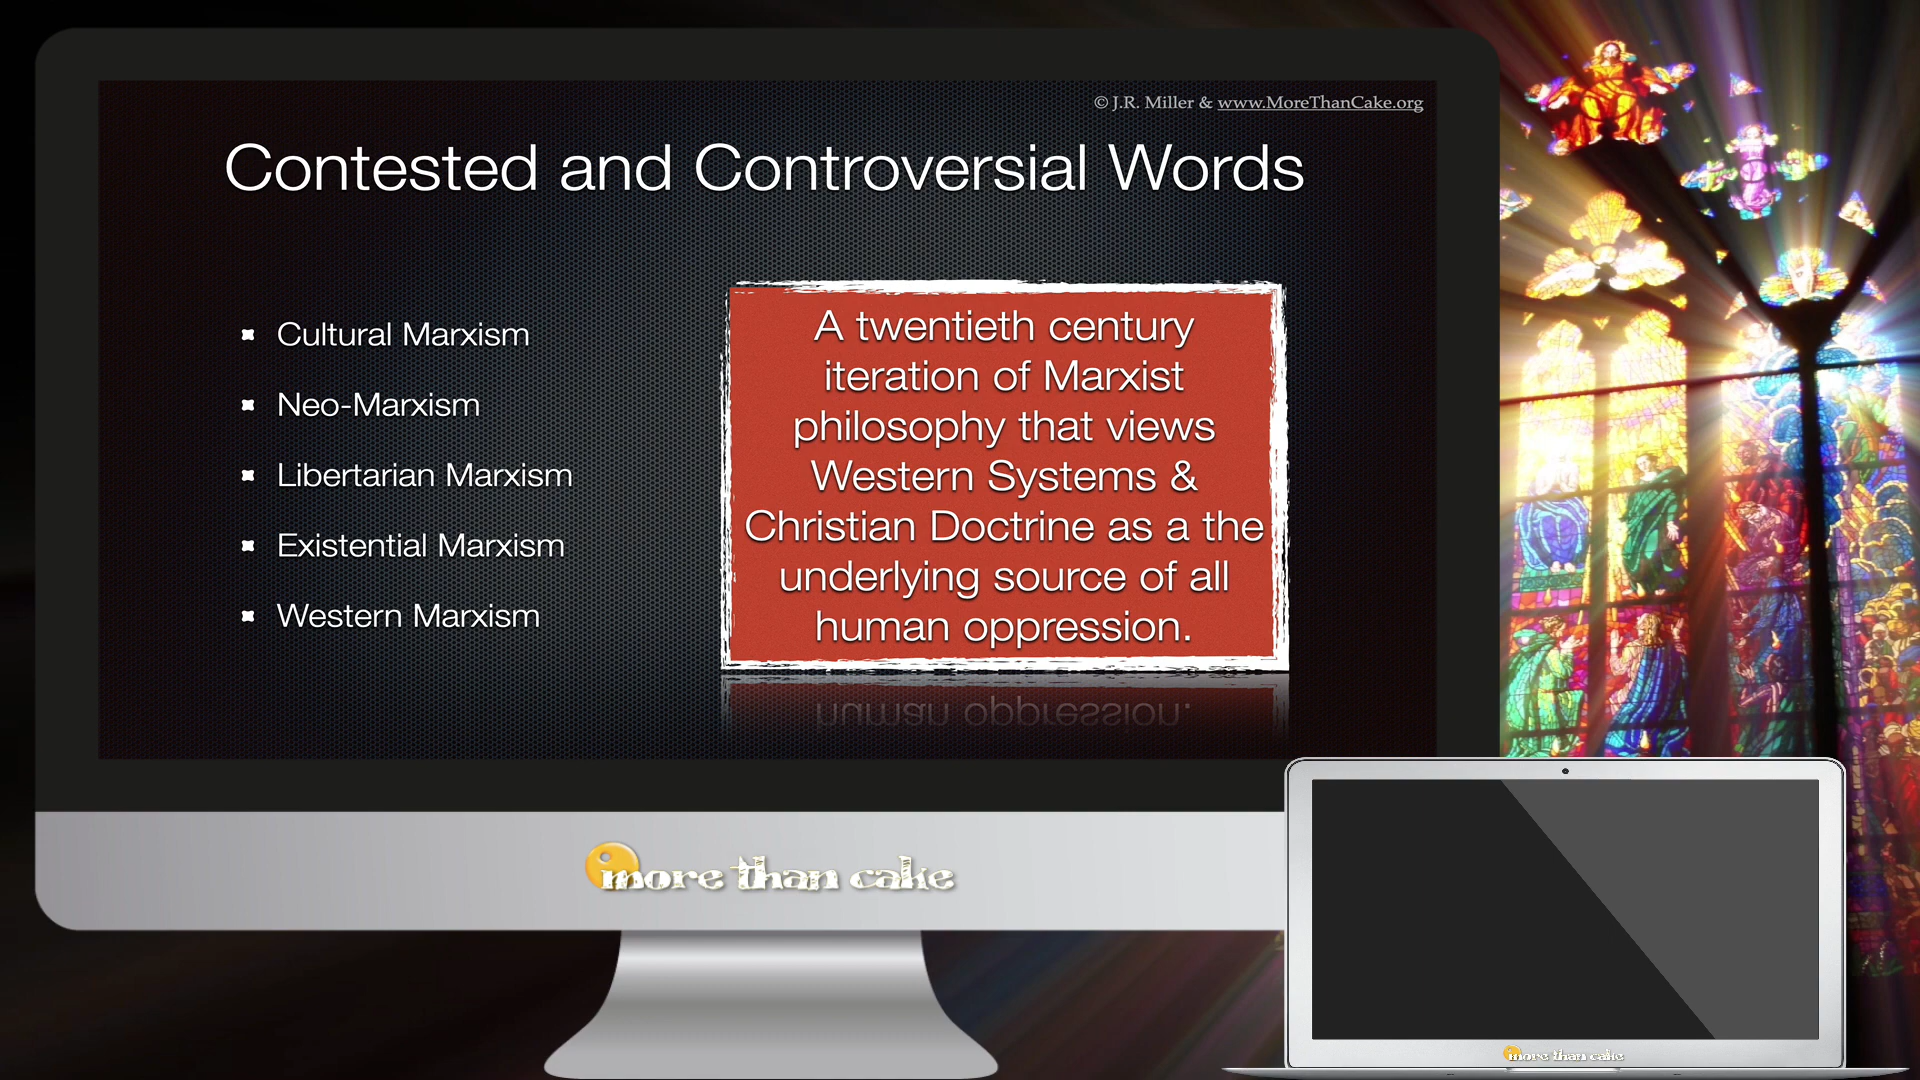 © J.R. Miller & www.MoreThanCake.org
Contested and Controversial Words
Cultural Marxism
Neo-Marxism
Libertarian Marxism
Existential Marxism
Western Marxism
A twentieth century
iteration of Marxist
philosophy that views
Western Systems &
Christian Doctrine as a the
underlying source of all
human oppression.
human oppression.
more than cake
more than cake